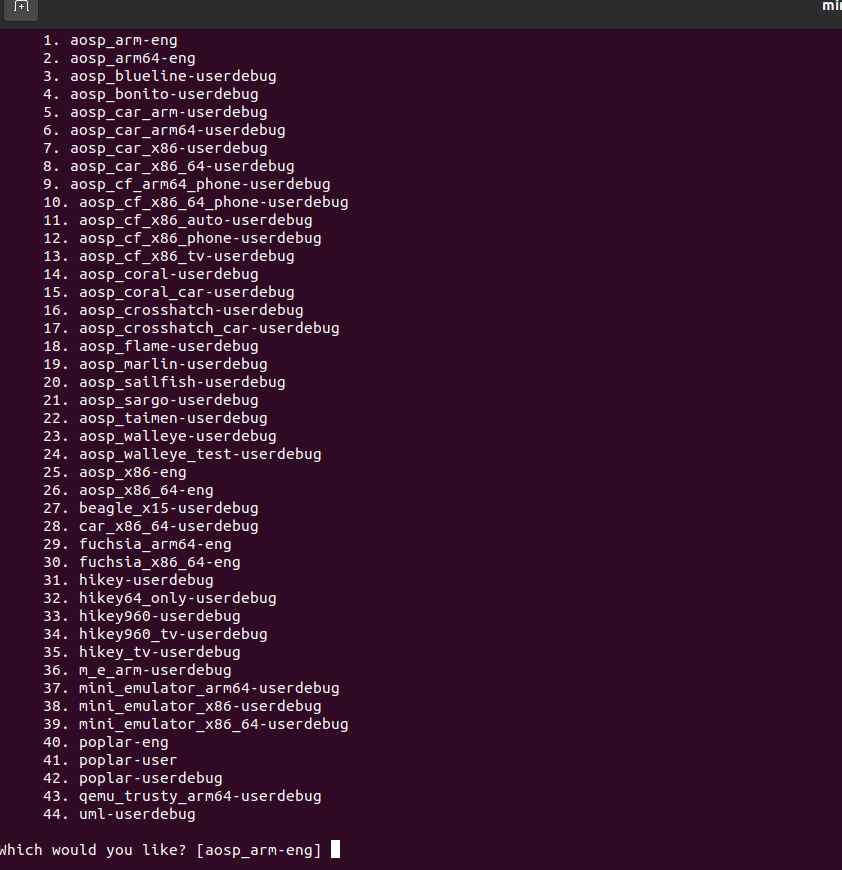 mi
1. aosp_arm-eng
2. aosp_arm64-eng
3. aosp_blueline-userdebug
4. aosp_bonito-userdebug
5. aosp_car_arm-userdebug
6. aosp_car_arm64-userdebug
7. aosp_car_x86-userdebug
8. aosp_car_x86_64-userdebug
9. aosp_cf_arm64_phone-userdebug
10. aosp_cf_x86_64_phone-userdebug
11. aosp_cf_x86_auto-userdebug
12. aosp_cf_x86_phone-userdebug
13. aosp_cf_x86_tv-userdebug
14. aosp_coral-userdebug
15. aosp_coral_car-userdebug
16. aosp_crosshatch-userdebug
17. aosp_crosshatch_car-userdebug
18. aosp_flame-userdebug
19. aosp_marlin-userdebug
20. aosp_sailfish-userdebug
21. aosp_sargo-userdebug
22. aosp_taimen-userdebug
23. aosp_walleye-userdebug
24. aosp_walleye_test-userdebug
25. aosp_x86-eng
26. aosp_x86_64-eng
27. beagle_x15-userdebug
28. car_x86_64-userdebug
29. fuchsia_arm64-eng
30. fuchsia_x86_64-eng
31. hikey-userdebug
32. hikey64_only-userdebug
33. hikey960-userdebug
34. hikey960_tv-userdebug
35. hikey_tv-userdebug
36. m_e_arm-userdebug
37. mini_emulator_arm64-userdebug
38. mini_emulator_x86-userdebug
39. mini_emulator_x86_64-userdebug
40. poplar-eng
41. poplar-user
42. poplar-userdebug
43. qemu_trusty_arm64-userdebug
44. uml-userdebug
Which would you like? [aosp_arm-eng]